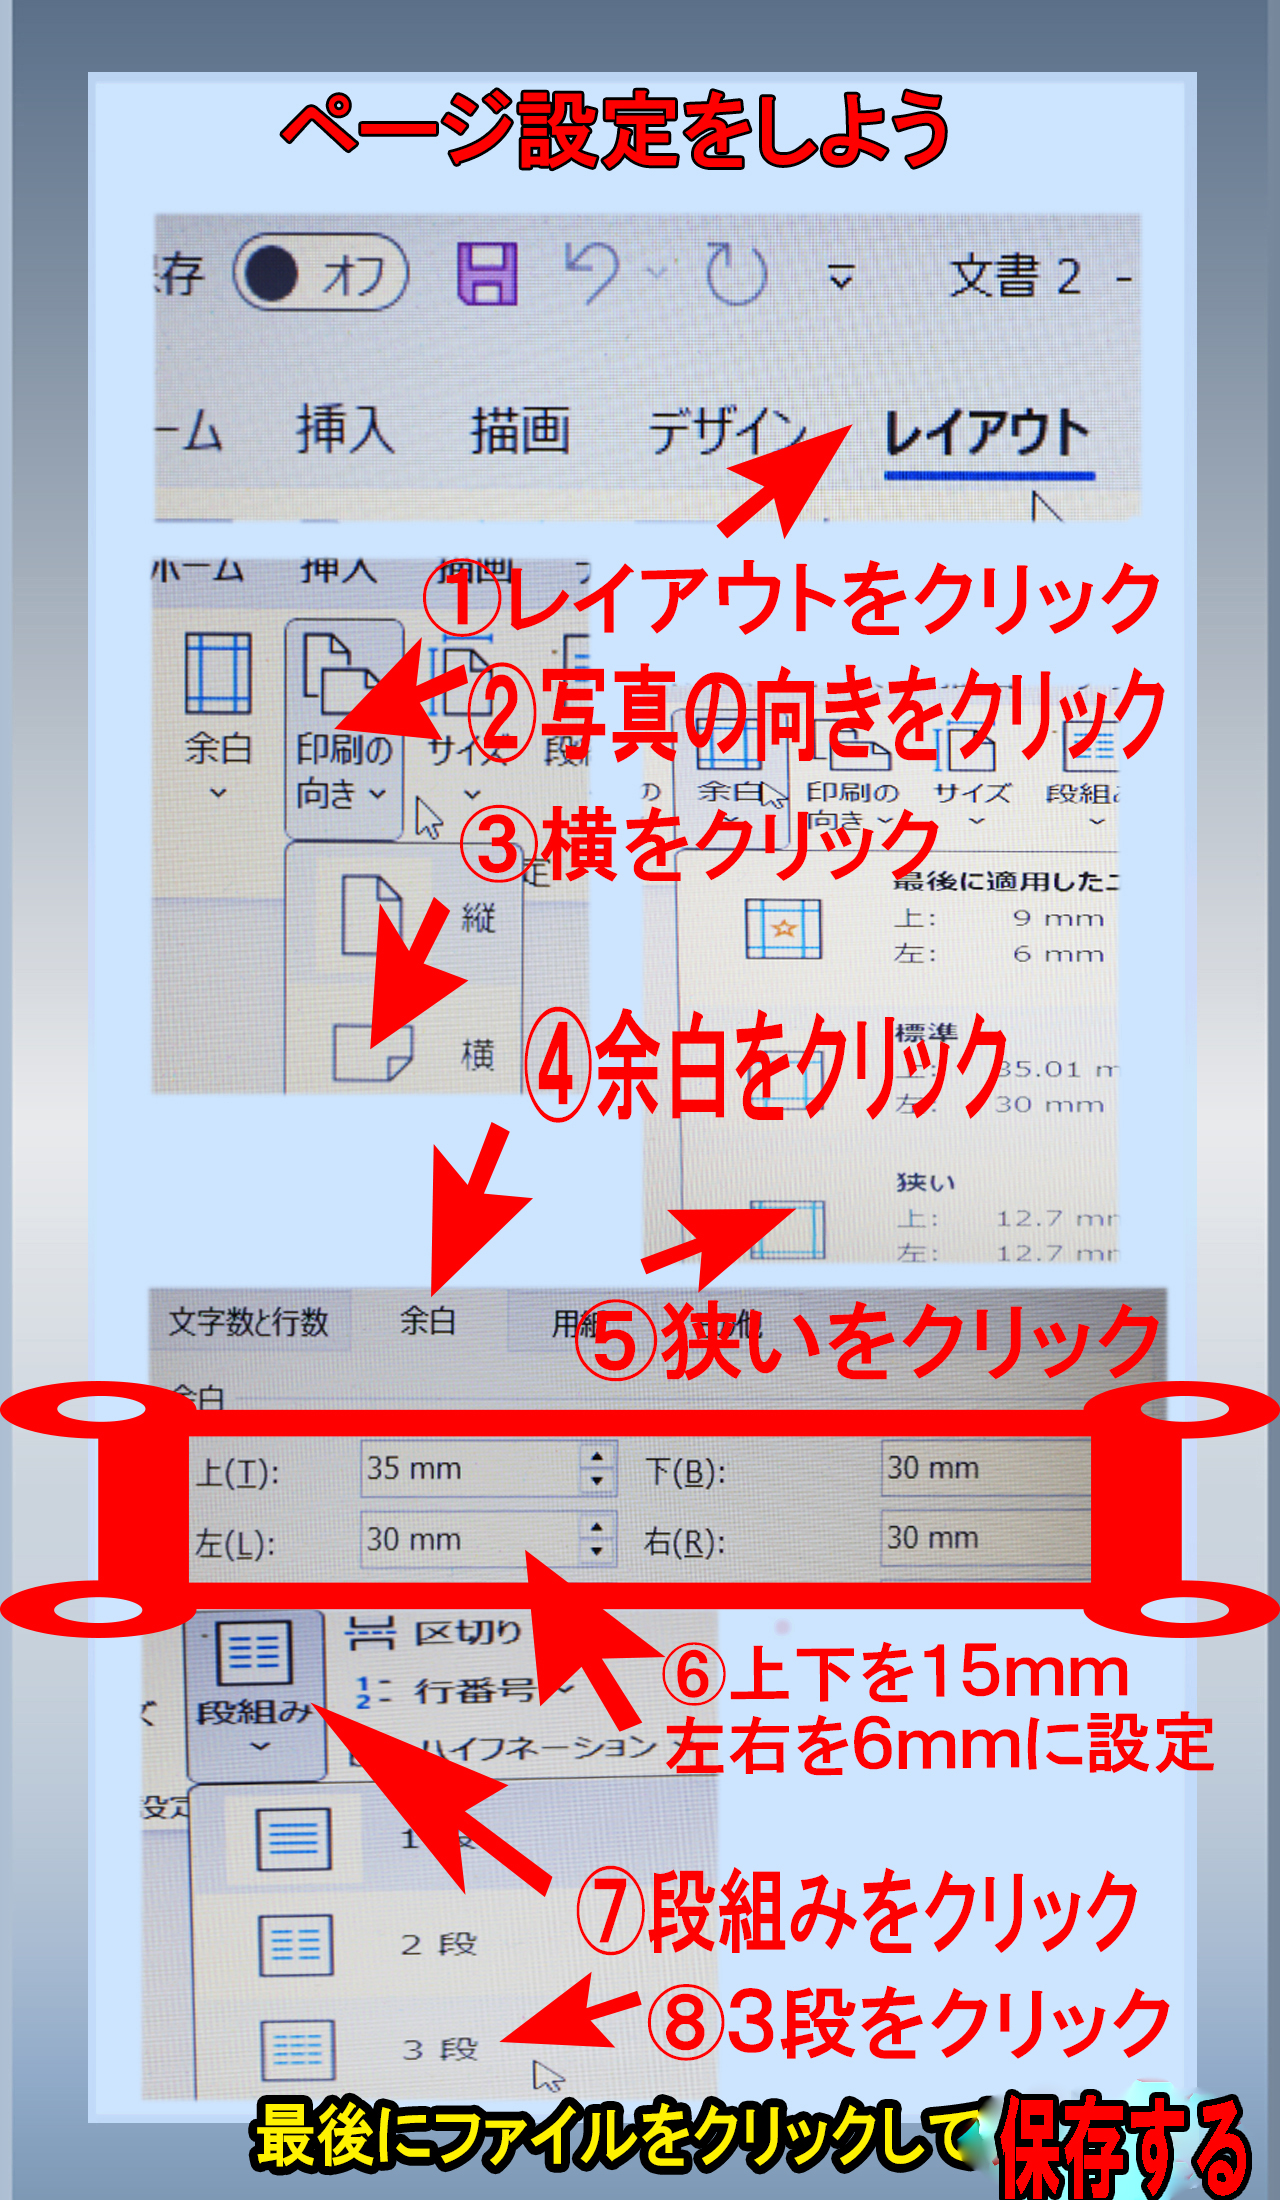 ページ設定をしよう
存 オフ 文書 2 -
ーム 挿入 描画 デザイン レイアウト
ホーム 挿入 描画
①レイアウトをクリック
②写真の向きをクリック
余白 印刷の向き サイズ
③横をクリック
縦
横
の 余白 印刷の向き サイズ 段組み
最後に適用した
上: 9 mm
左: 6 mm
④余白をクリック
標準
上: 35.01 m
左: 30 mm
狭い
上: 12.7 mm
左: 12.7 mm
⑤狭いをクリック
文字数と行数 余白 用紙 その他
余白
上(T): 35 mm 下(B): 30 mm
左(L): 30 mm 右(R): 30 mm
⑥上下を15mm
左右を6mmに設定
段組み 区切り
行番号
ハイフネーション
設定
1 段
2 段
3 段
⑦段組みをクリック
⑧3段をクリック
最後にファイルをクリックして 保存する